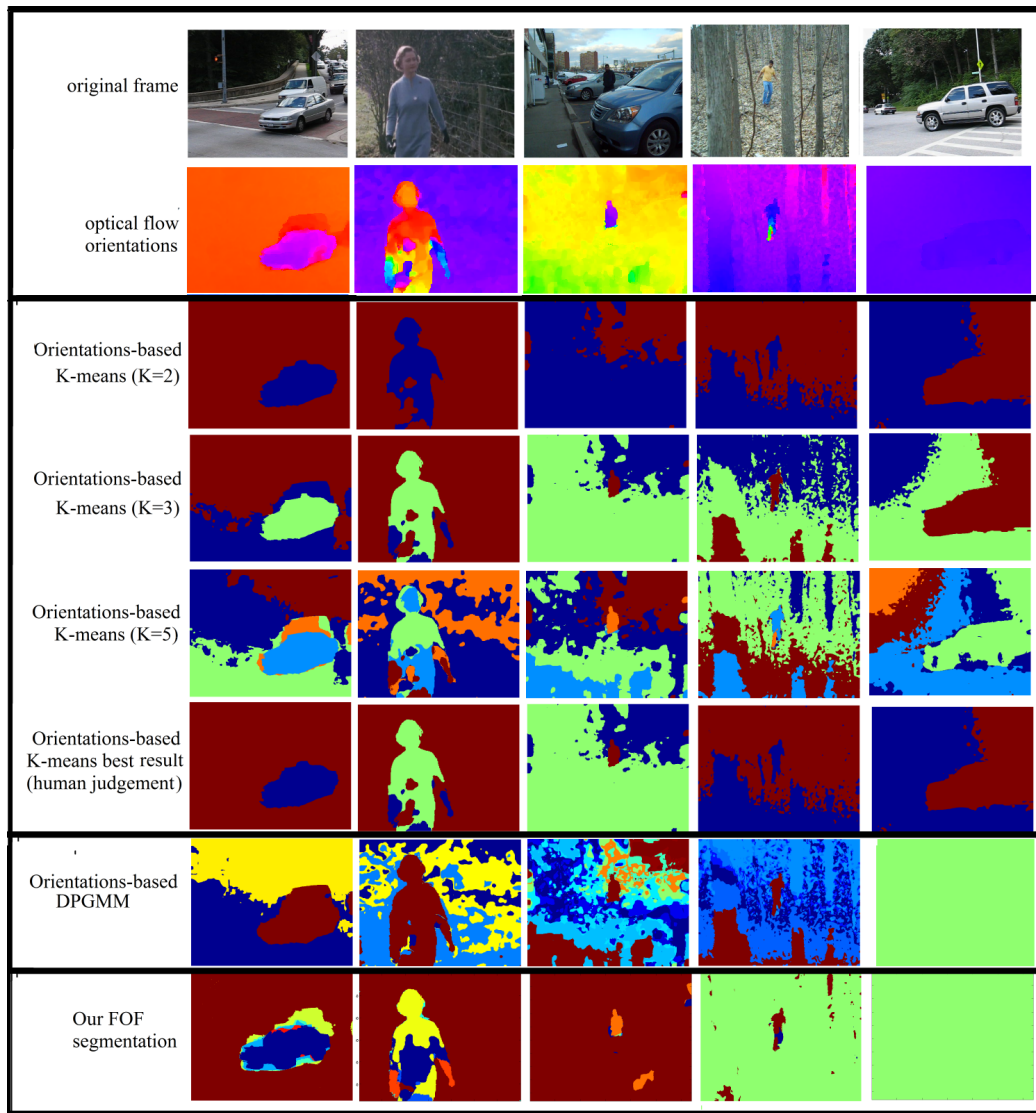 original frame
optical flow
orientations
Orientations-based
K-means (K=2)
Orientations-based
K-means (K=3)
Orientations-based
K-means (K=5)
Orientations-based
K-means best result
(human judgement)
Orientations-based
DPGMM
Our FOF
segmentation